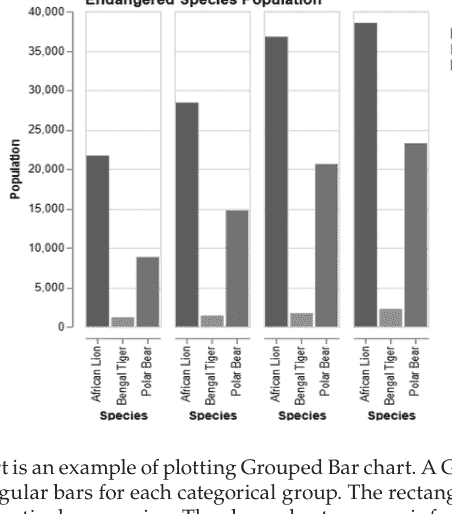 Endangered Species Population
40,000
35,000
30,000
25,000
20,000
15,000
10,000
5,000
0
Population
African Lion
Bengal Tiger
Polar Bear
African Lion
Bengal Tiger
Polar Bear
African Lion
Bengal Tiger
Polar Bear
African Lion
Bengal Tiger
Polar Bear
Species
Species
Species
Species
is an example of plotting Grouped Bar chart. A G
gular bars for each categorical group. The rectang